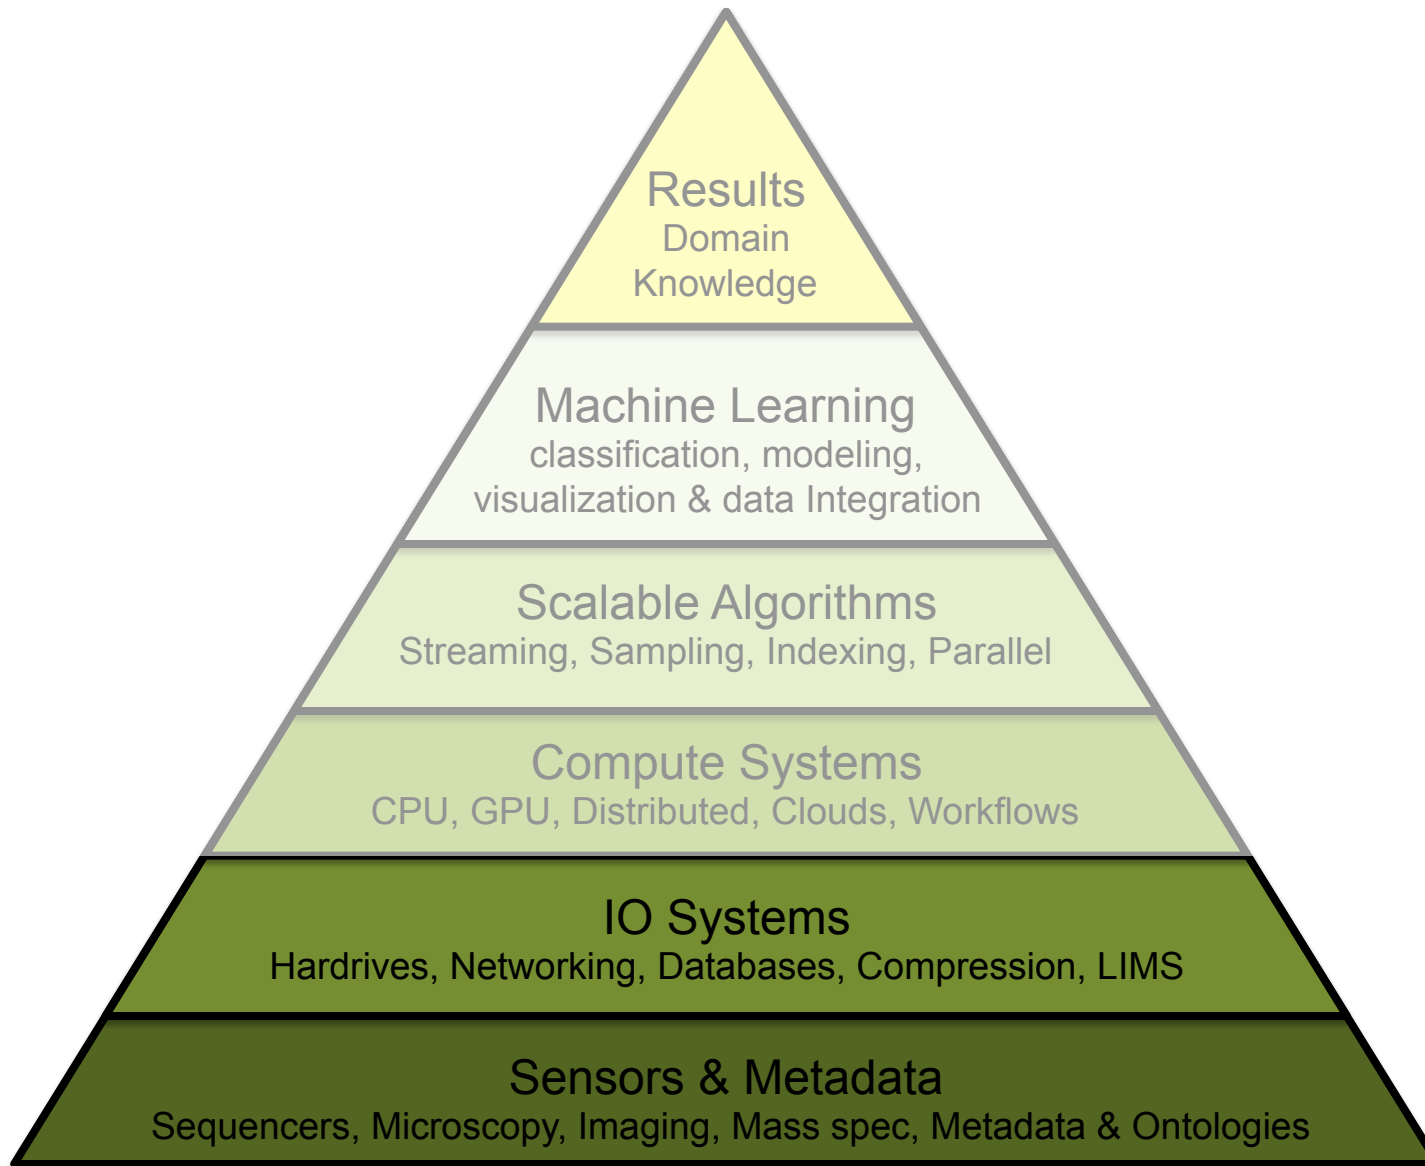 Results
Domain
Knowledge
Machine Learning
classification, modeling,
visualization & data Integration
Scalable Algorithms
Streaming, Sampling, Indexing, Parallel
Compute Systems
CPU, GPU, Distributed, Clouds, Workflows
IO Systems
Hardrives, Networking, Databases, Compression, LIMS
Sensors & Metadata
Sequencers, Microscopy, Imaging, Mass spec, Metadata & Ontologies